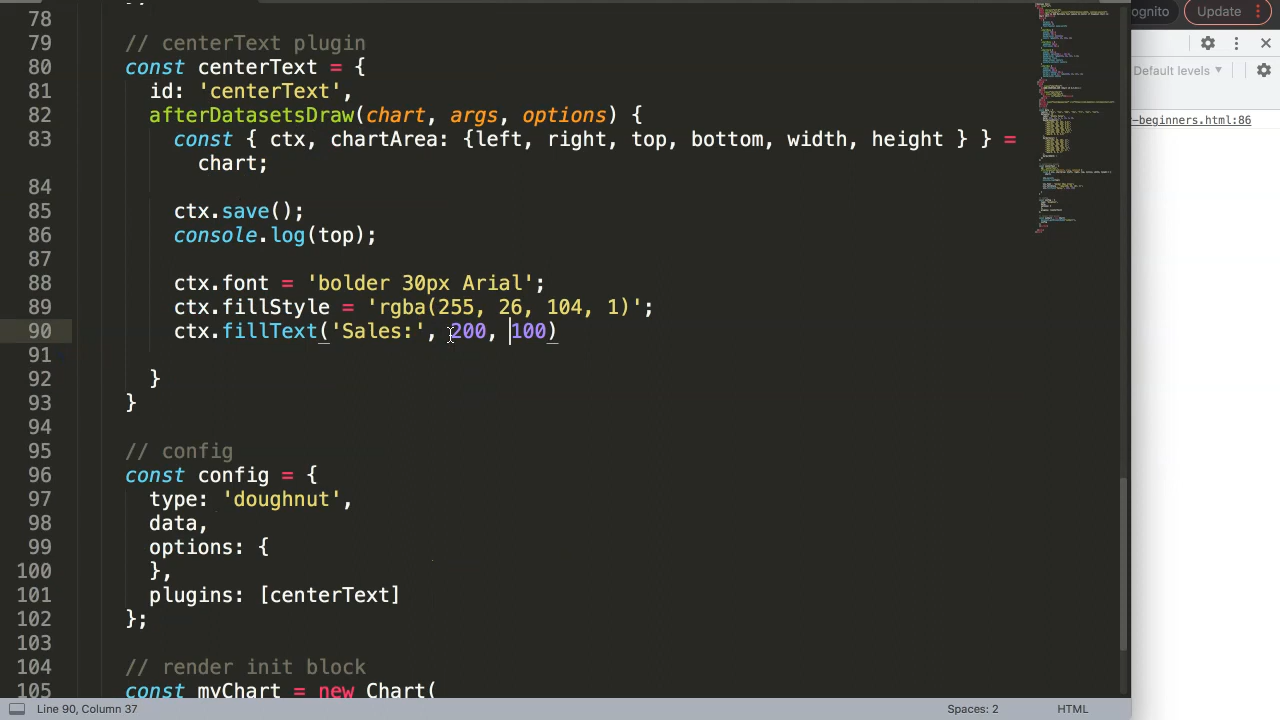 78
};
79 // centerText plugin
80 const centerText = {
81 id: 'centerText',
82 afterDatasetsDraw(chart, args, options) {
83 const { ctx, chartArea: {left, right, top, bottom, width, height } } =
chart;
84
85 ctx.save();
86 console.log(top);
87
88 ctx.font = 'bolder 30px Arial';
89 ctx.fillStyle = 'rgba(255, 26, 104, 1)';
90 ctx.fillText('Sales:', 200, 100)
91
92 }
93 }
94
95 // config
96 const config = {
97 type: 'doughnut',
98 data,
99 options: {
100 },
101 plugins: [centerText]
102 };
103
104 // render init block
105 const myChart = new Chart(
Line 90, Column 37
Spaces: 2
HTML
ognito
Update
Default levels
-beginners.html:86